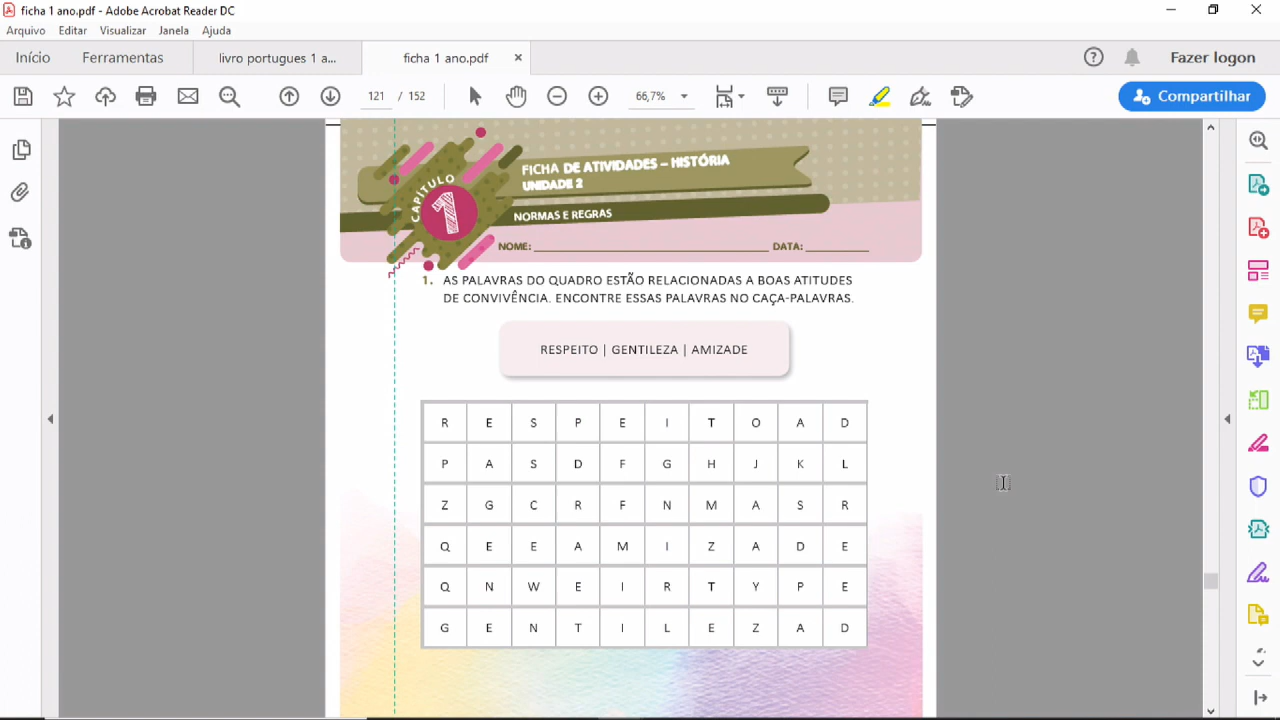 ficha 1 ano.pdf - Adobe Acrobat Reader DC
Arquivo Editar Visualizar Janela Ajuda
Início Ferramentas livro portugues 1 a... ficha 1 ano.pdf × Fazer logon
121 / 152 66,7% Compartilhar
CAPÍTULO
1
FICHA DE ATIVIDADES – HISTÓRIA
UNIDADE 2
NORMAS E REGRAS
NOME: DATA:
1. AS PALAVRAS DO QUADRO ESTÃO RELACIONADAS A BOAS ATITUDES
DE CONVIVÊNCIA. ENCONTRE ESSAS PALAVRAS NO CAÇA-PALAVRAS.
RESPEITO | GENTILEZA | AMIZADE
R E S P E I T O A D
P A S D F G H J K L
Z G C R F N M A S R
Q E E A M I Z A D E
Q N W E I R T Y P E
G E N T I L E Z A D